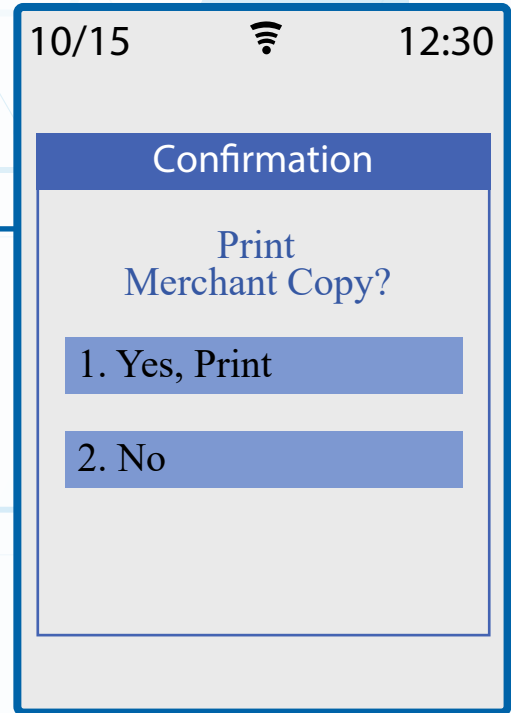 10/15 12:30
Confirmation
Print
Merchant Copy?
1. Yes, Print
2. No